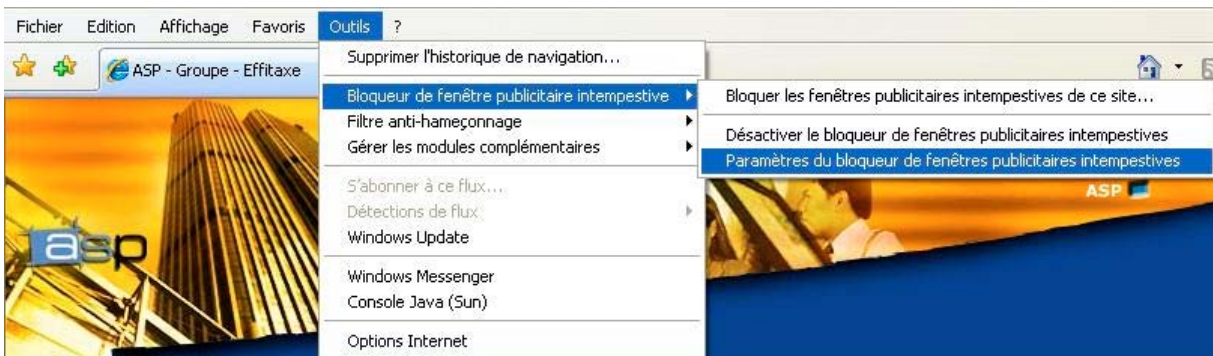 Fichier Edition Affichage Favoris Outils ?
ASP - Groupe - Effitaxe
Supprimer l'historique de navigation...
Bloqueur de fenêtre publicitaire intempestive
Filtre anti-hameçonnage
Gérer les modules complémentaires
S'abonner à ce flux...
Détections de flux
Windows Update
Windows Messenger
Console Java (Sun)
Options Internet
Bloquer les fenêtres publicitaires intempestives de ce site...
Désactiver le bloqueur de fenêtres publicitaires intempestives
Paramètres du bloqueur de fenêtres publicitaires intempestives
ASP
asp